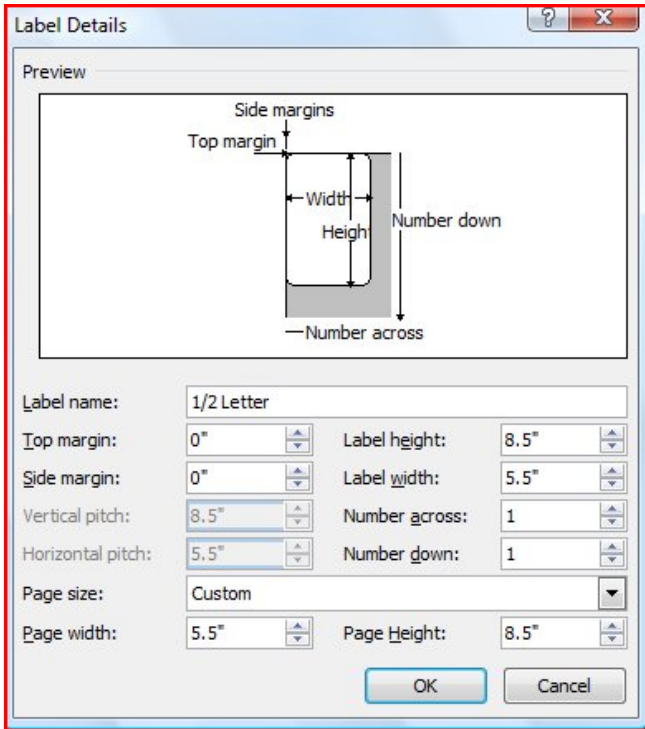 Label Details
?
X
Preview
Side margins
Top margin
Width
Height
Number down
Number across
Label name: 1/2 Letter
Top margin: 0" Label height: 8.5"
Side margin: 0" Label width: 5.5"
Vertical pitch: 8.5" Number across: 1
Horizontal pitch: 5.5" Number down: 1
Page size: Custom
Page width: 5.5" Page Height: 8.5"
OK Cancel